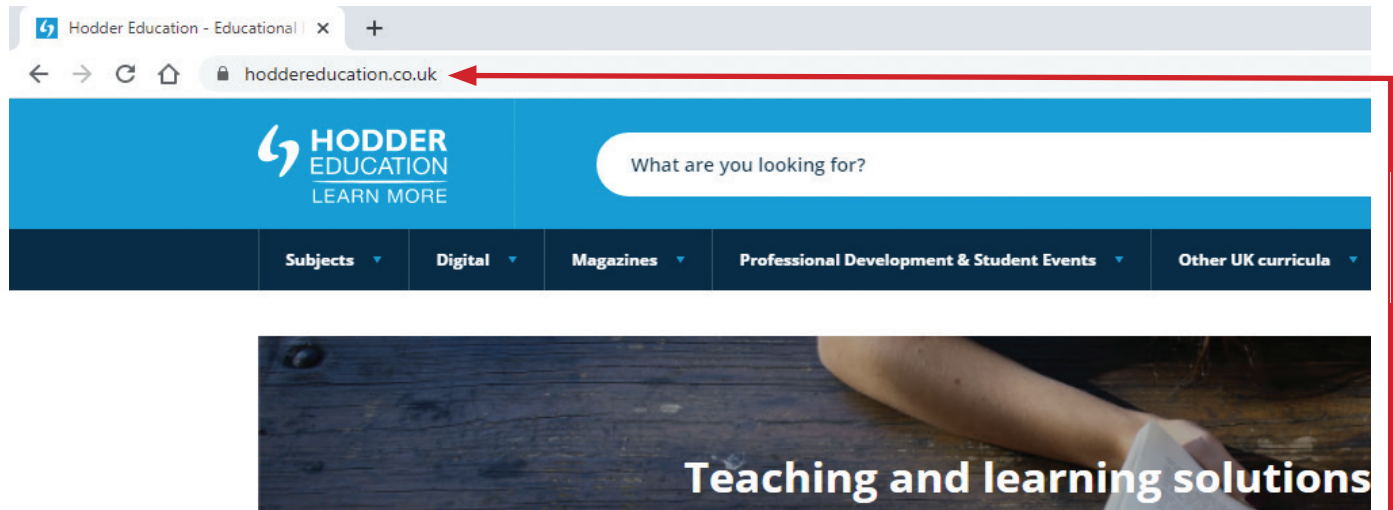 Hodder Education - Educational
hoddereducation.co.uk
HODDER
EDUCATION
LEARN MORE
What are you looking for?
Subjects Digital Magazines Professional Development & Student Events Other UK curricula
Teaching and learning solutions